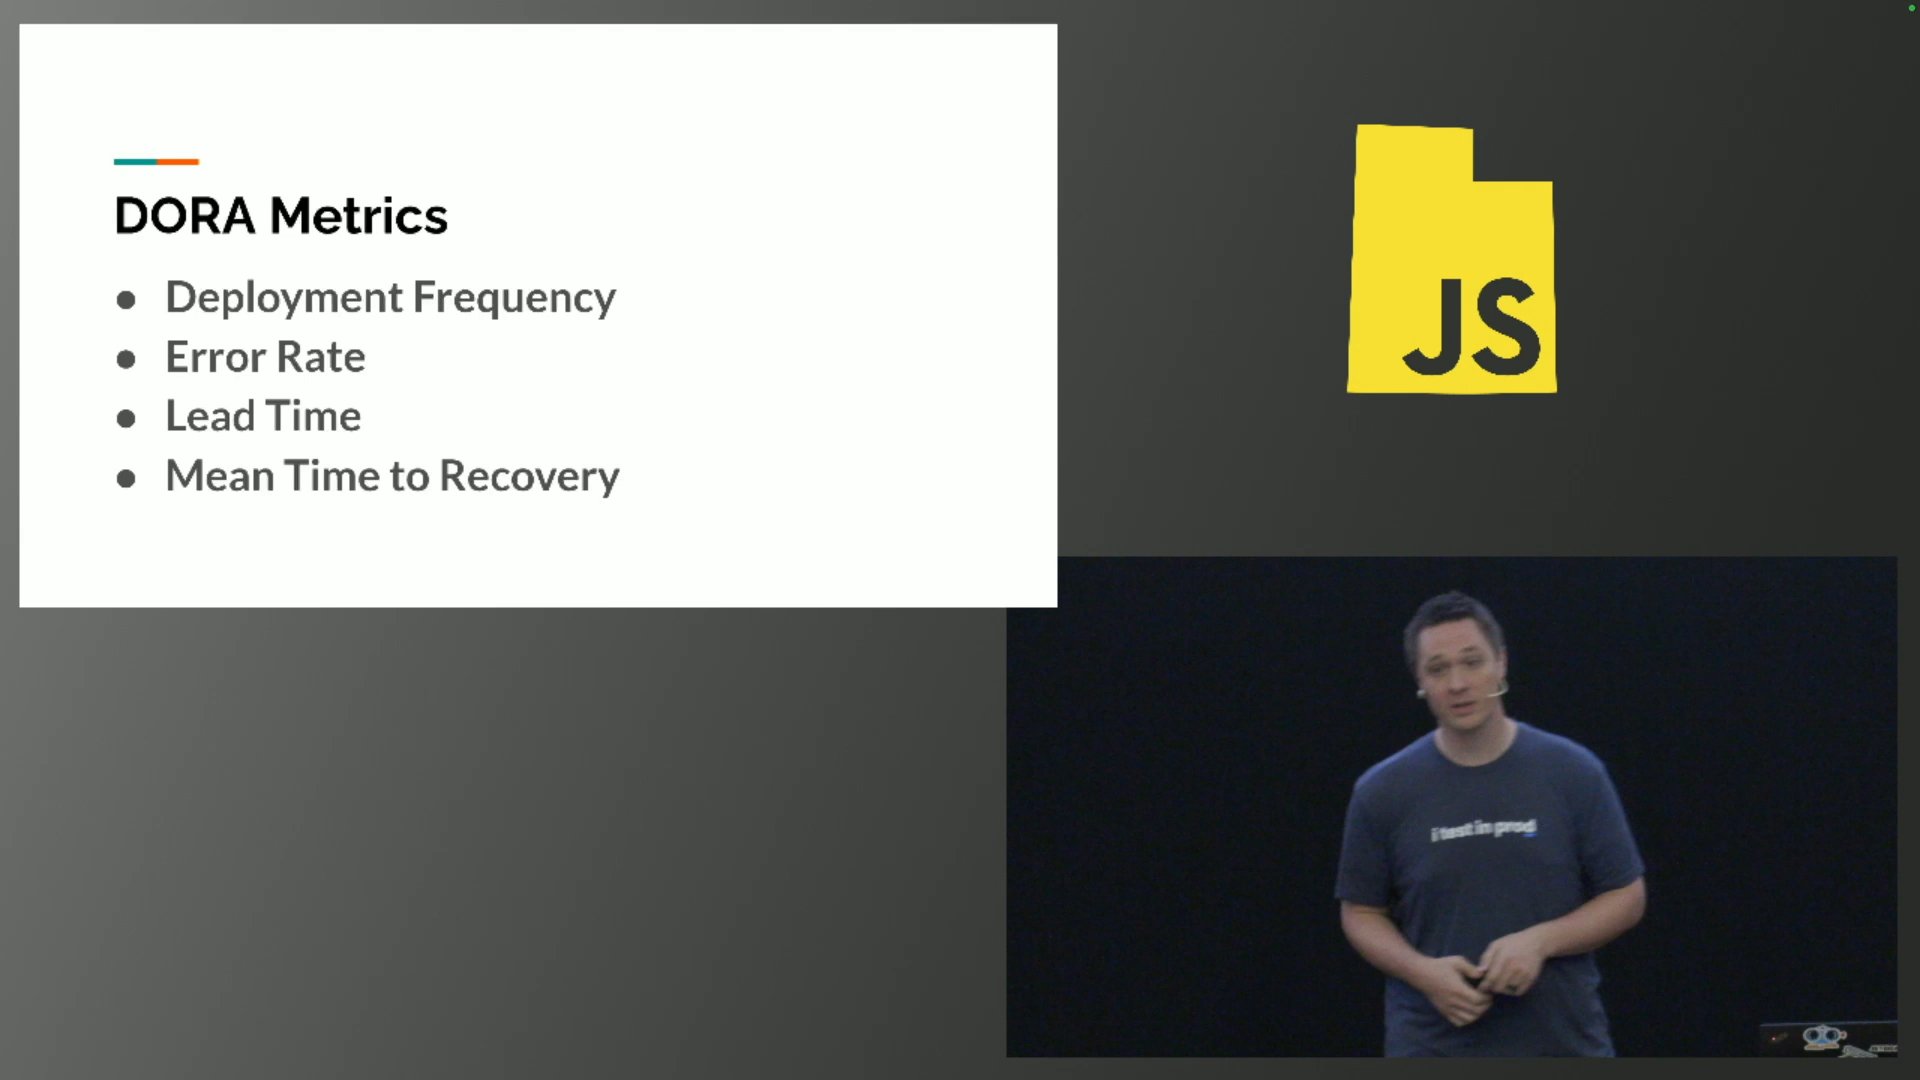 DORA Metrics
● Deployment Frequency
● Error Rate
● Lead Time
● Mean Time to Recovery
JS
i test in prod